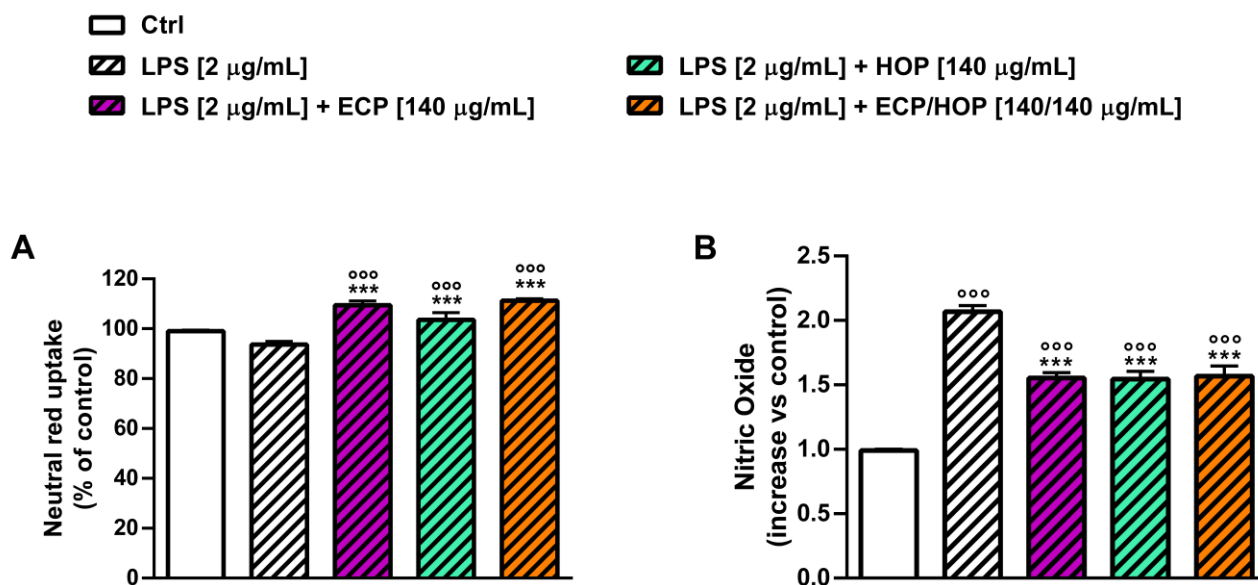 Ctrl
LPS [2 μg/mL]
LPS [2 μg/mL] + HOP [140 μg/mL]
LPS [2 μg/mL] + ECP [140 μg/mL]
LPS [2 μg/mL] + ECP/HOP [140/140 μg/mL]
A
Neutral red uptake
(% of control)
120
100
80
60
40
20
0
°°°
***
°°°
***
°°°
***
B
Nitric Oxide
(increase vs control)
2.5
2.0
1.5
1.0
0.5
0.0
°°°
°°°
***
°°°
***
°°°
***